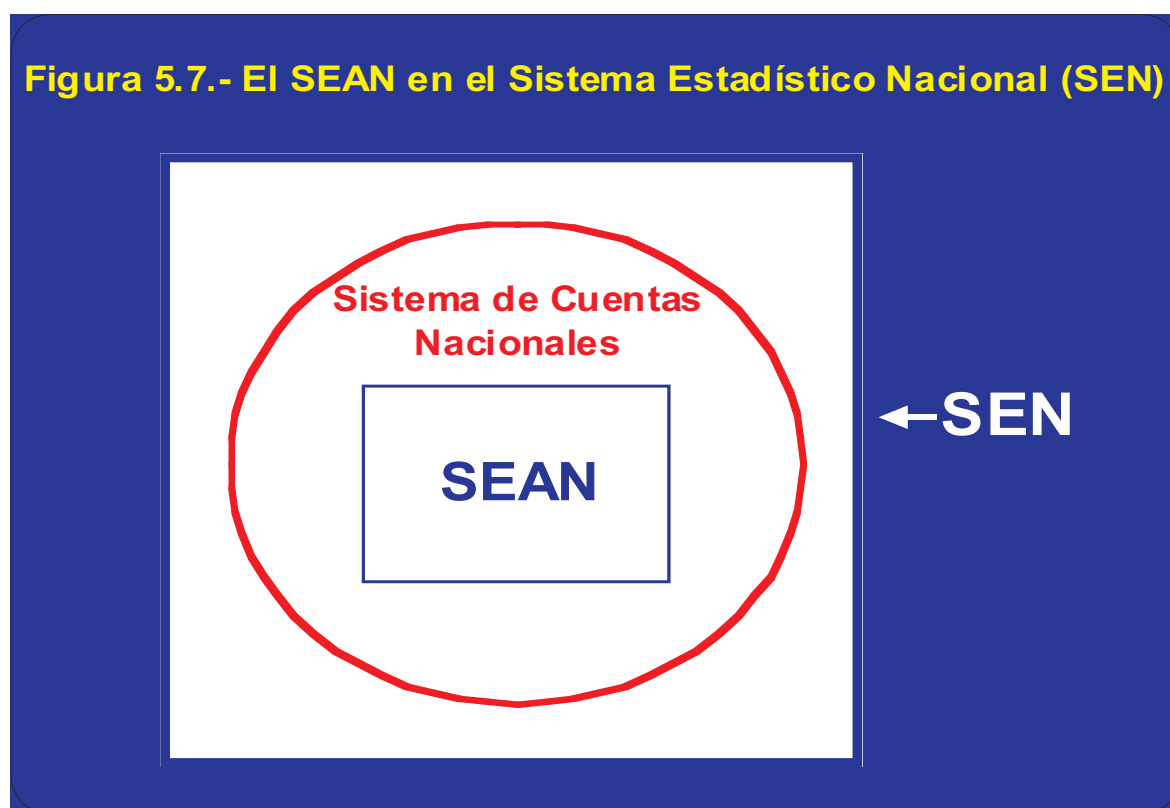 Figura 5.7.- El SEAN en el Sistema Estadístico Nacional (SEN)
Sistema de Cuentas
Nacionales
SEN
SEAN